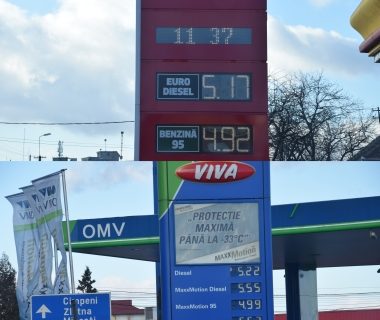 11 37
EURO
DIESEL
5.17
BENZINĂ
95
4.92
VIVA
OMV
„PROTECȚIE
MAXIMĂ
PÂNĂ LA -33°C”
MAXXMotion
Diesel
5.22
MaxxMotion Diesel
5.55
MaxxMotion 95
4.99
Câmpeni
Zlatna